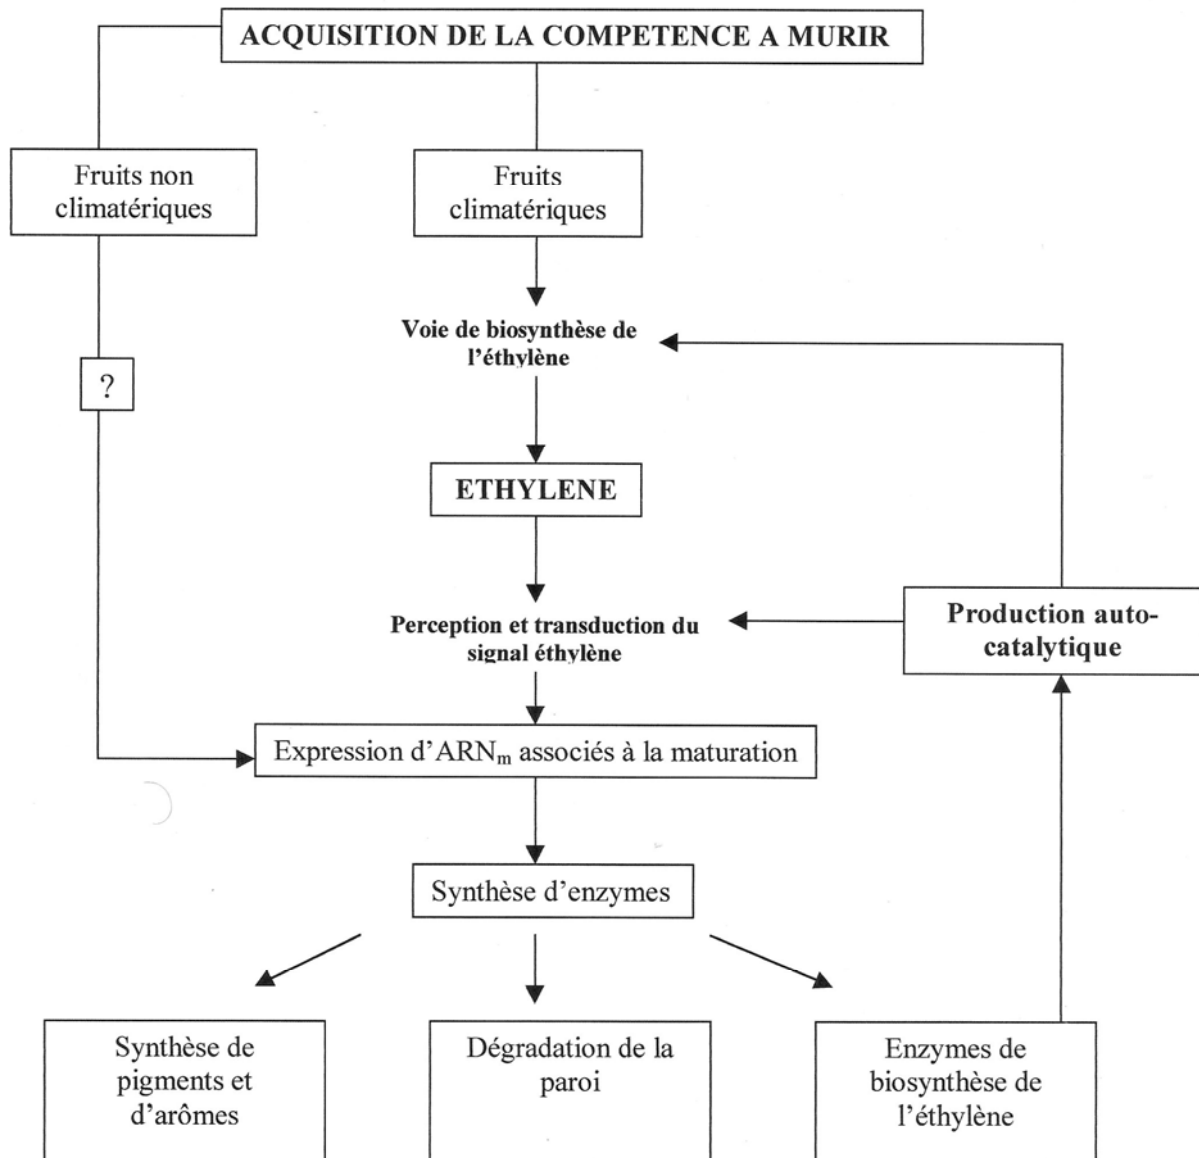 ACQUISITION DE LA COMPETENCE A MURIR
Fruits non
climatériques
Fruits
climatériques
Voie de biosynthèse de
l'éthylène
?
ETHYLENE
Perception et transduction du
signal éthylène
Production auto-
catalytique
Expression d'ARNm associés à la maturation
Synthèse d'enzymes
Synthèse de
pigments et
d'arômes
Dégradation de la
paroi
Enzymes de
biosynthèse de
l'éthylène